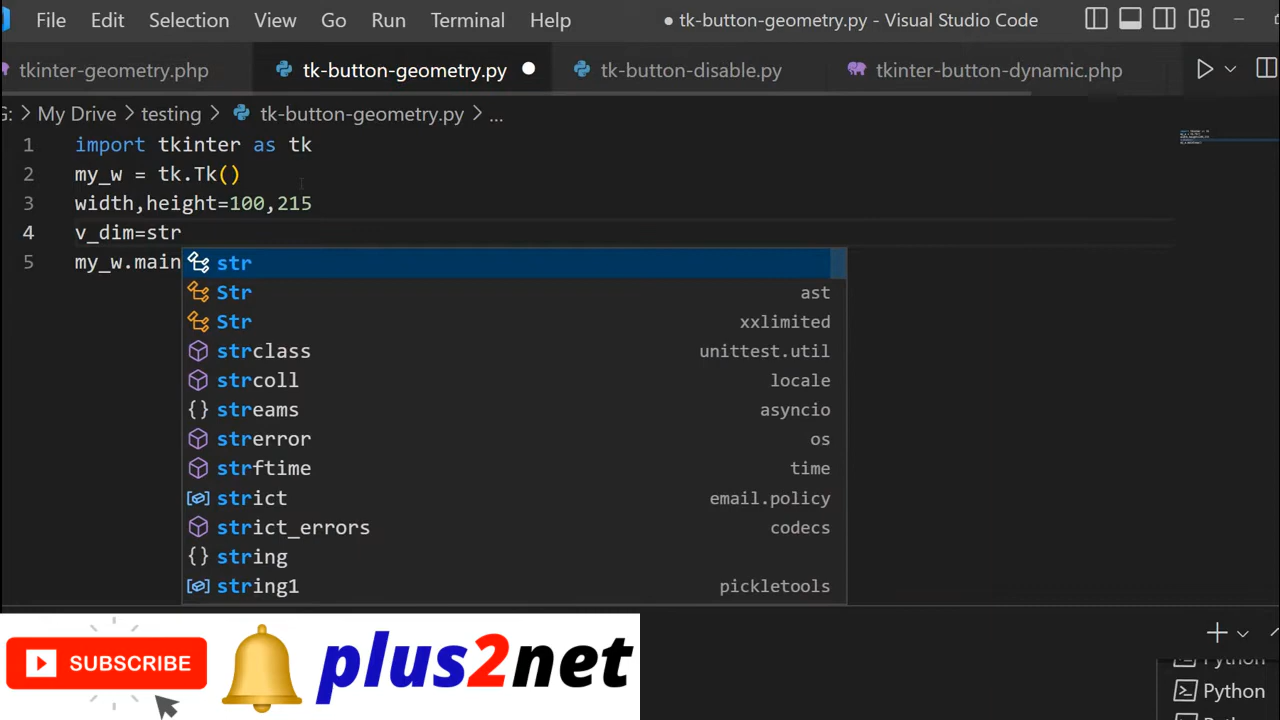 File Edit Selection View Go Run Terminal Help ● tk-button-geometry.py - Visual Studio Code
tkinter-geometry.php tk-button-geometry.py tk-button-disable.py tkinter-button-dynamic.php
G: > My Drive > testing > tk-button-geometry.py > ...
1 import tkinter as tk
2 my_w = tk.Tk()
3 width,height=100,215
4 v_dim=str
5 my_w.main
str
Str ast
Str xxlimited
strclass unittest.util
strcoll locale
streams asyncio
strerror os
strftime time
strict email.policy
strict_errors codecs
string
string1 pickletools
SUBSCRIBE
plus2net
Python
Python